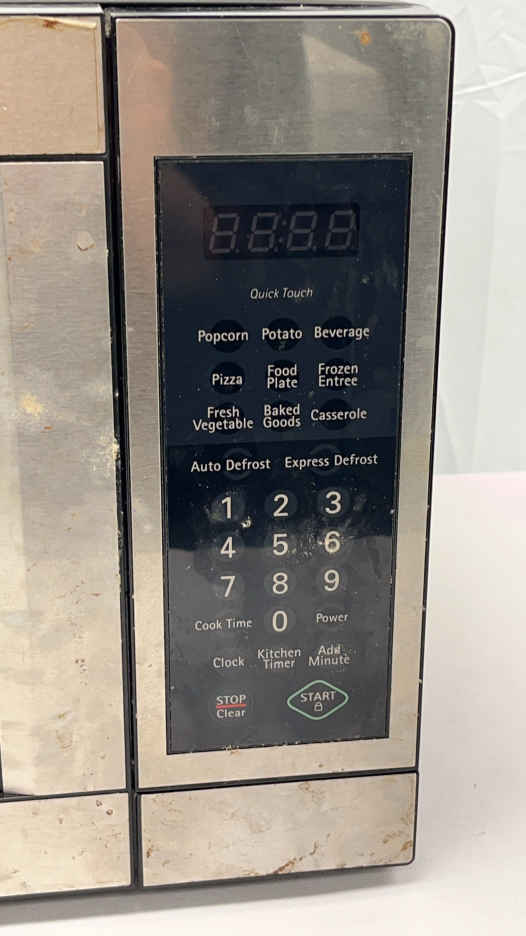 Quick Touch
Popcorn Potato Beverage
Pizza Food Plate Frozen Entree
Fresh Vegetable Baked Goods Casserole
Auto Defrost Express Defrost
1 2 3
4 5 6
7 8 9
Cook Time 0 Power
Clock Kitchen Timer Add Minute
STOP Clear START